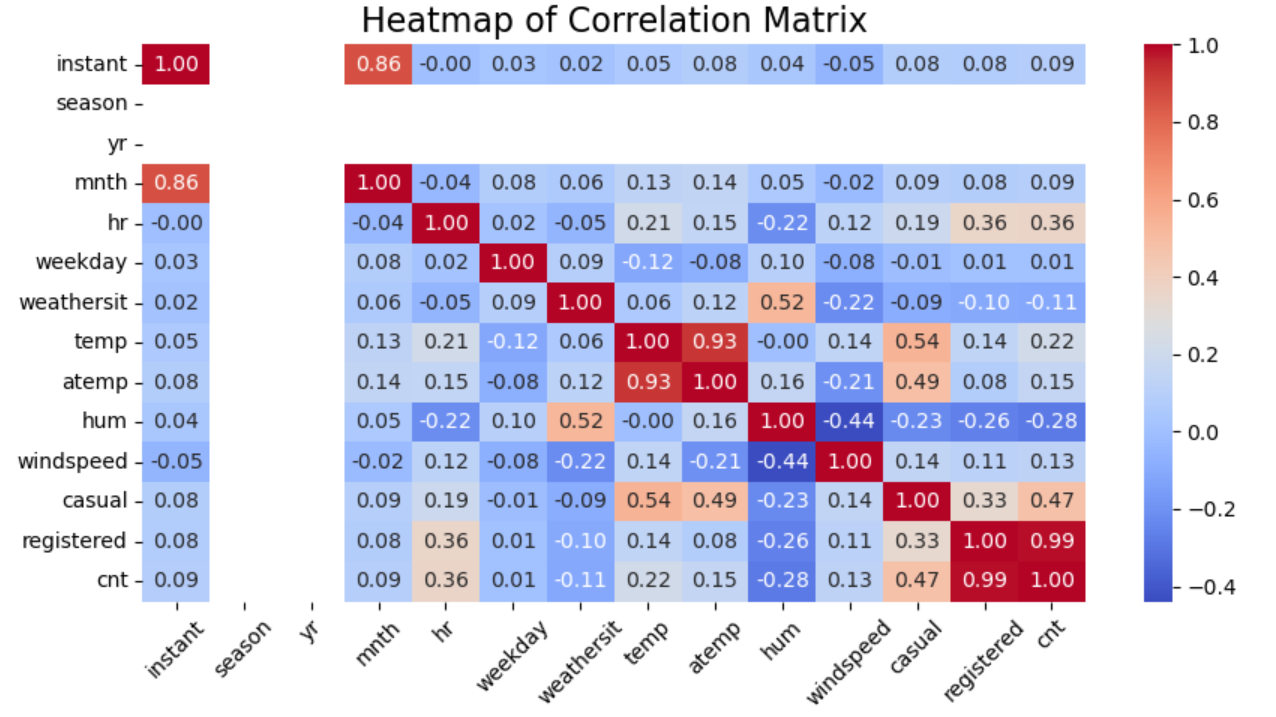 Heatmap of Correlation Matrix
instant 1.00 0.86 -0.00 0.03 0.02 0.05 0.08 0.04 -0.05 0.08 0.08 0.09
season
yr
mnth 0.86 1.00 -0.04 0.08 0.06 0.13 0.14 0.05 -0.02 0.09 0.08 0.09
hr -0.00 -0.04 1.00 0.02 -0.05 0.21 0.15 -0.22 0.12 0.19 0.36 0.36
weekday 0.03 0.08 0.02 1.00 0.09 -0.12 -0.08 0.10 -0.08 -0.01 0.01 0.01
weathersit 0.02 0.06 -0.05 0.09 1.00 0.06 0.12 0.52 -0.22 -0.09 -0.10 -0.11
temp 0.05 0.13 0.21 -0.12 0.06 1.00 0.93 -0.00 0.14 0.54 0.14 0.22
atemp 0.08 0.14 0.15 -0.08 0.12 0.93 1.00 0.16 -0.21 0.49 0.08 0.15
hum 0.04 0.05 -0.22 0.10 0.52 -0.00 0.16 1.00 -0.44 -0.23 -0.26 -0.28
windspeed -0.05 -0.02 0.12 -0.08 -0.22 0.14 -0.21 -0.44 1.00 0.14 0.11 0.13
casual 0.08 0.09 0.19 -0.01 -0.09 0.54 0.49 -0.23 0.14 1.00 0.33 0.47
registered 0.08 0.08 0.36 0.01 -0.10 0.14 0.08 -0.26 0.11 0.33 1.00 0.99
cnt 0.09 0.09 0.36 0.01 -0.11 0.22 0.15 -0.28 0.13 0.47 0.99 1.00
instant season yr mnth hr weekday weathersit temp atemp hum windspeed casual registered cnt
1.0
0.8
0.6
0.4
0.2
0.0
−0.2
−0.4